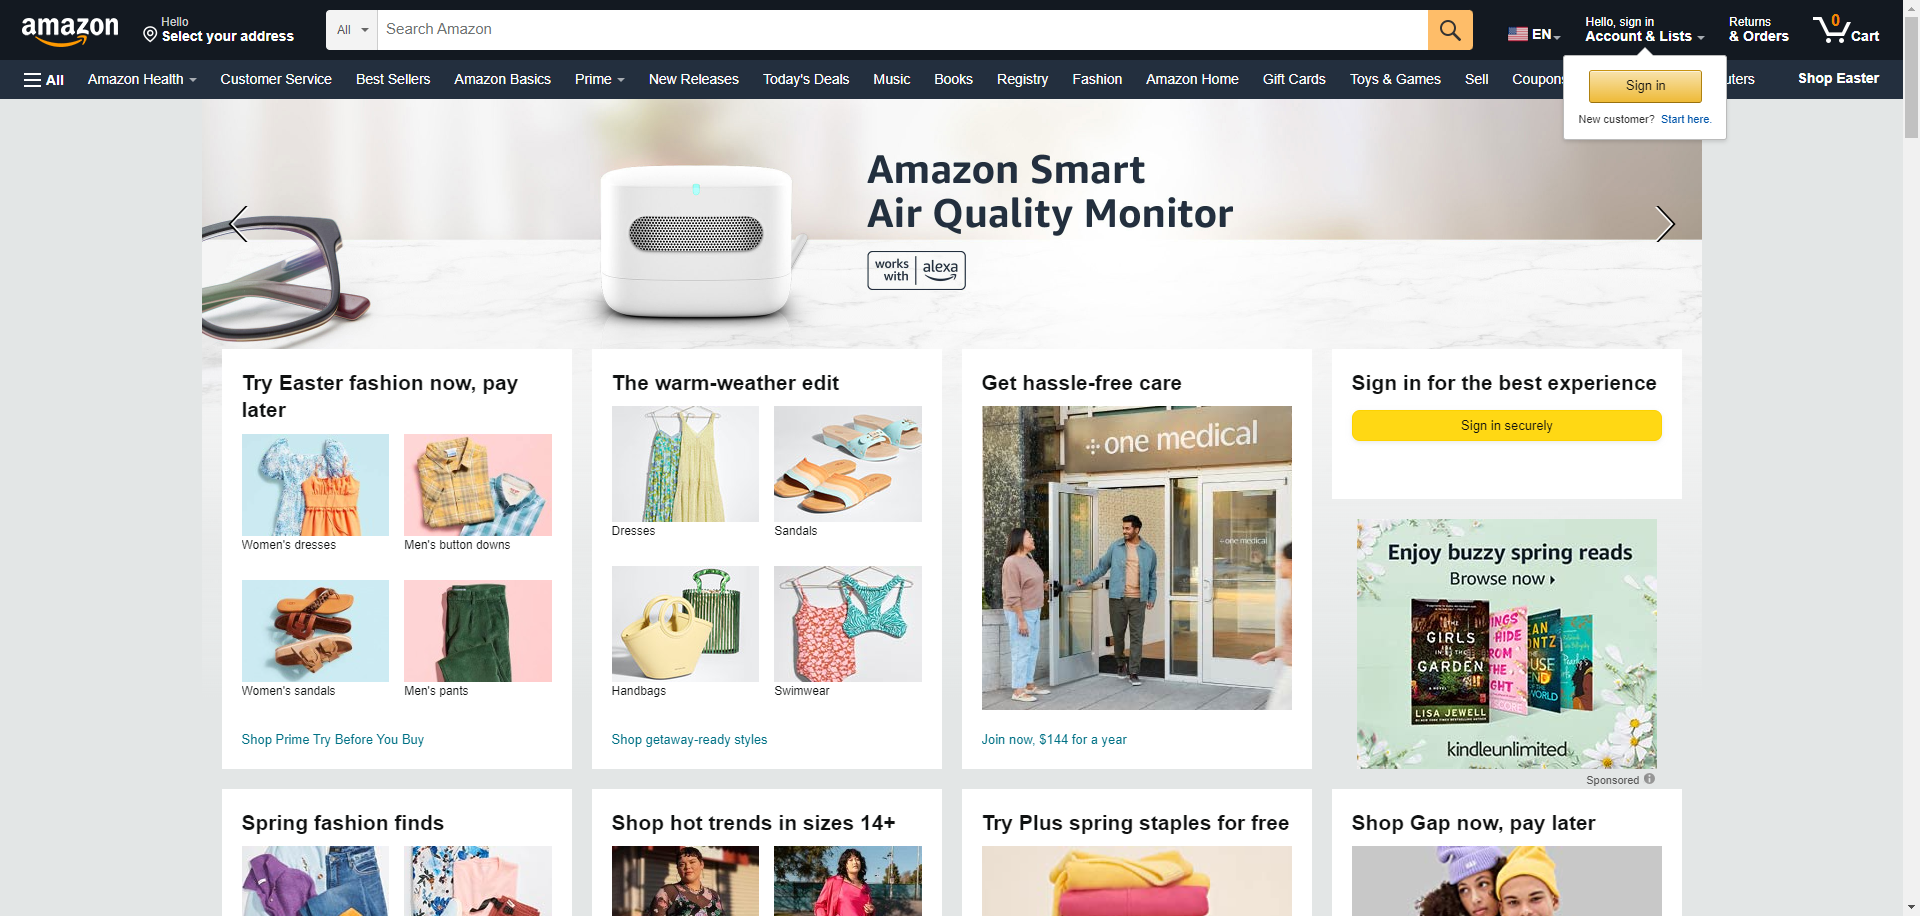 amazon
Hello
Select your address
All
Search Amazon
EN
Hello, sign in
Account & Lists
Returns
& Orders
0
Cart
All
Amazon Health
Customer Service
Best Sellers
Amazon Basics
Prime
New Releases
Today's Deals
Music
Books
Registry
Fashion
Amazon Home
Gift Cards
Toys & Games
Sell
Shop Easter
Sign in
New customer? Start here.
Amazon Smart
Air Quality Monitor
works
with
alexa
Try Easter fashion now, pay
later
Women's dresses
Men's button downs
Women's sandals
Men's pants
Shop Prime Try Before You Buy
The warm-weather edit
Dresses
Sandals
Handbags
Swimwear
Shop getaway-ready styles
Get hassle-free care
one medical
one medical
Join now, $144 for a year
Sign in for the best experience
Sign in securely
Enjoy buzzy spring reads
Browse now
THE
GIRLS
IN THE
GARDEN
A NOVEL
LISA JEWELL
kindleunlimited
Sponsored
Spring fashion finds
Shop hot trends in sizes 14+
Try Plus spring staples for free
Shop Gap now, pay later